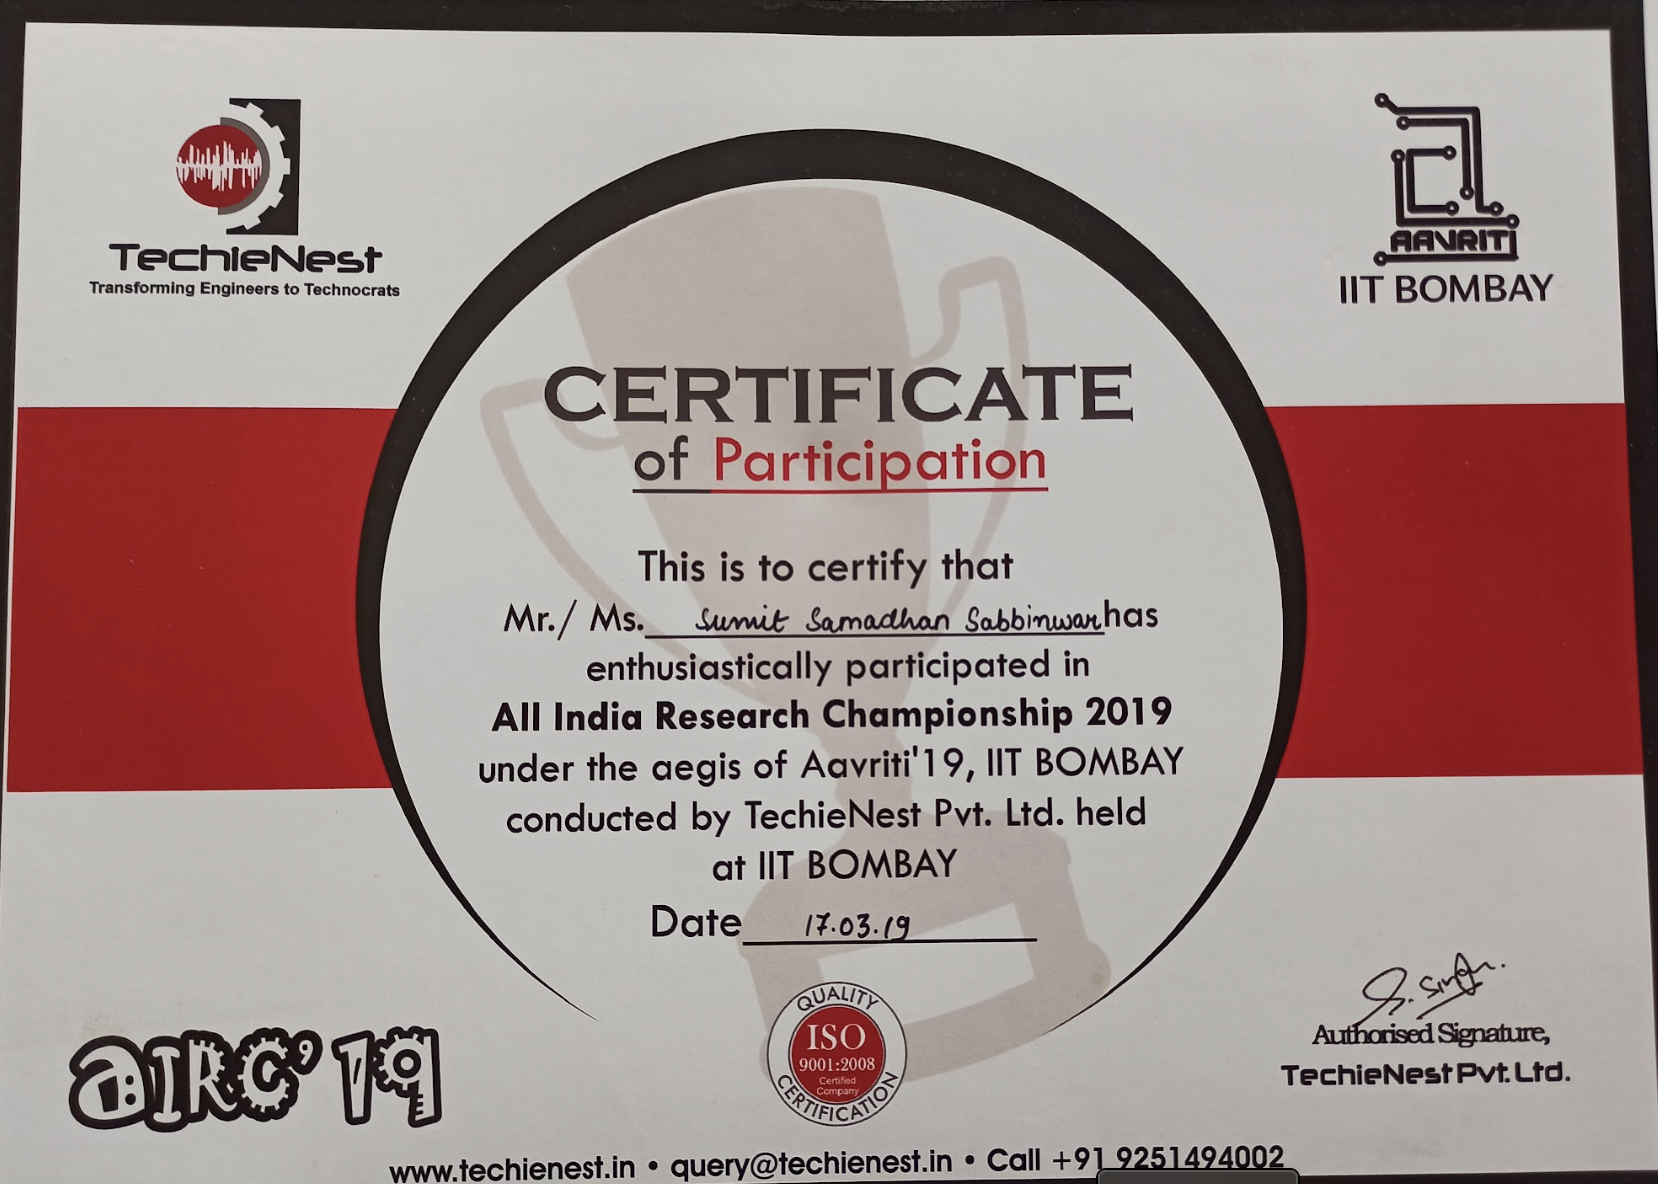 TechieNest
Transforming Engineers to Technocrats
AAVRITI
IIT BOMBAY
CERTIFICATE
of Participation
This is to certify that
Mr./ Ms. Sumit Samadhan Sabbinwar has
enthusiastically participated in
All India Research Championship 2019
under the aegis of Aavriti'19, IIT BOMBAY
conducted by TechieNest Pvt. Ltd. held
at IIT BOMBAY
Date 17.03.19
S. Singh.
Authorised Signature,
TechieNest Pvt. Ltd.
aIRC'19
QUALITY
ISO
9001:2008
Certified
Company
CERTIFICATION
www.techienest.in • query@techienest.in • Call +91 9251494002